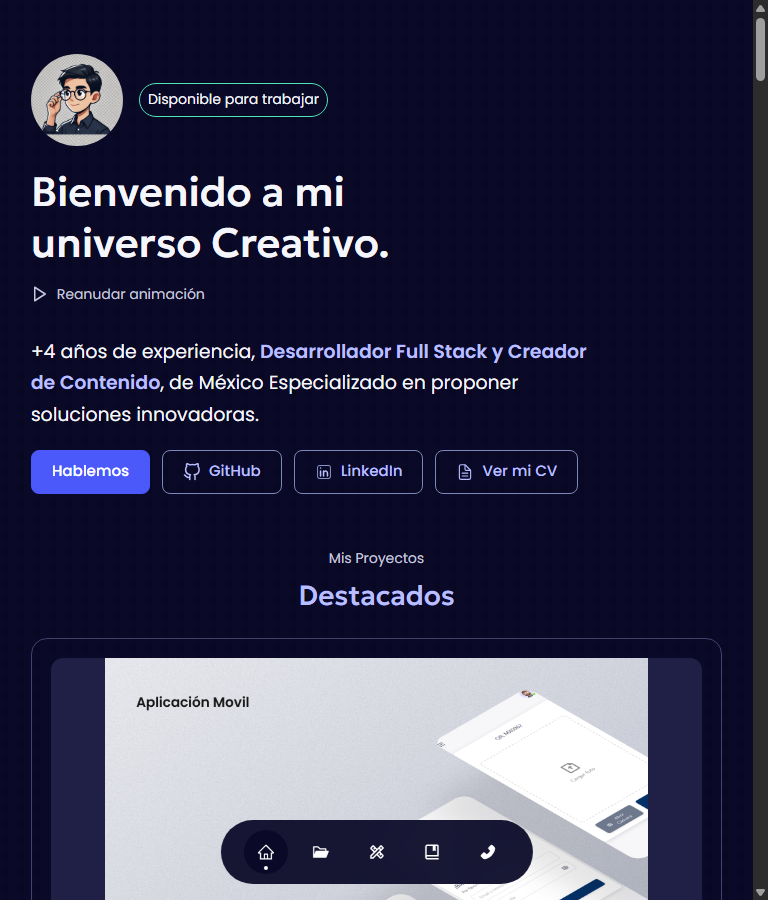 Disponible para trabajar
Bienvenido a mi
universo Creativo.
Reanudar animación
+4 años de experiencia, Desarrollador Full Stack y Creador
de Contenido, de México Especializado en proponer
soluciones innovadoras.
Hablemos
GitHub
LinkedIn
Ver mi CV
Mis Proyectos
Destacados
Aplicación Movil